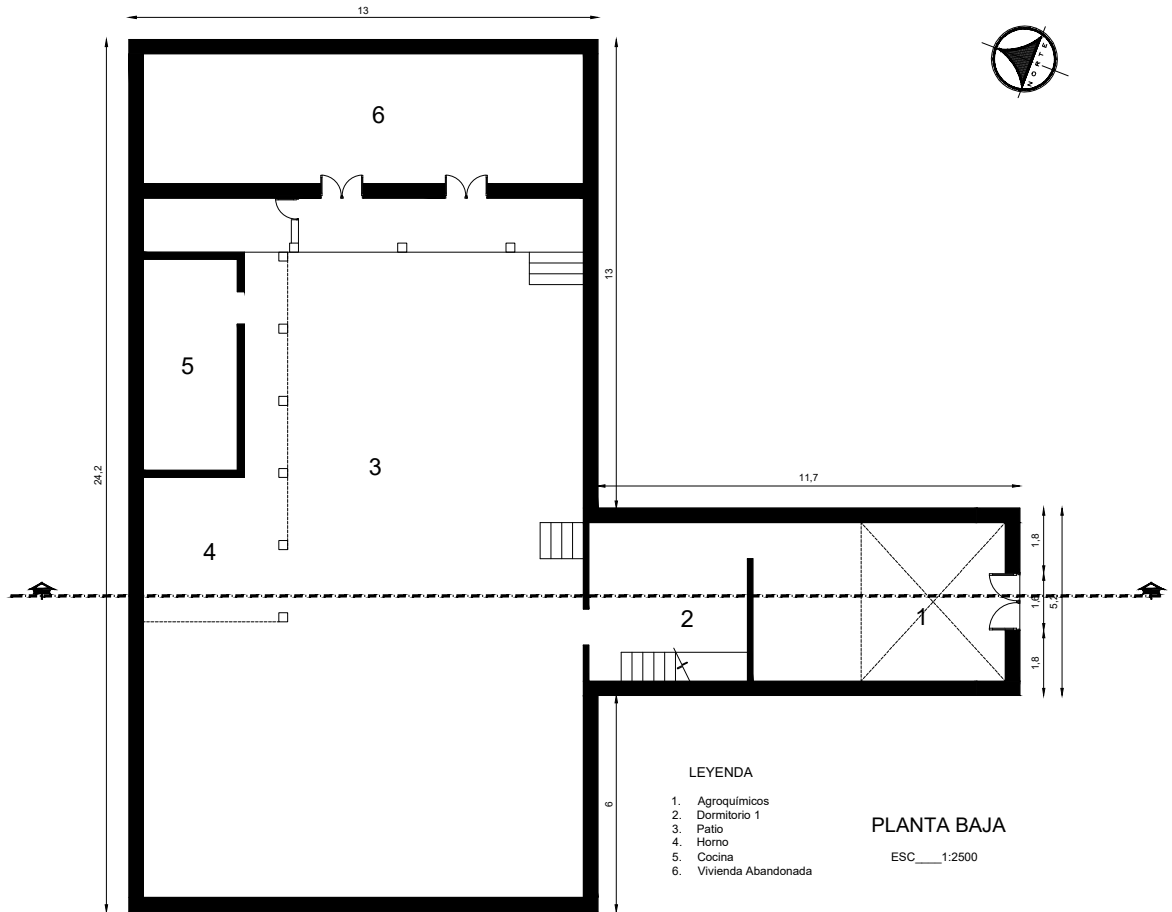 13
NORTE
6
13
5
3
24,2
11,7
4
1,8
1,6
5,2
2
1
1,8
6
LEYENDA
1. Agroquímicos
2. Dormitorio 1
3. Patio
4. Horno
5. Cocina
6. Vivienda Abandonada
PLANTA BAJA
ESC____1:2500